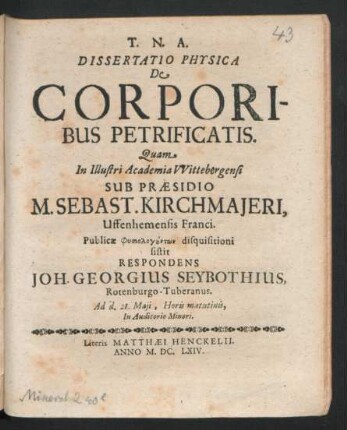 43
T. N. A.
DISSERTATIO PHYSICA
De
CORPORI-
BUS PETRIFICATIS.
Quam
In Illustri Academia VVittebergensi
SUB PRÆSIDIO
M. SEBAST. KIRCHMAJERI,
Uffenhemensis Franci.
Publicæ disquisitioni
sistit
RESPONDENS
JOH. GEORGIUS SEYBOTHIUS,
Rotenburgo-Tuberanus.
Ad d. 21. Maji, Horis matutinis,
In Auditorio Minori.
Literis MATTHÆI HENCKELII.
ANNO M. DC. LXIV.
Mineral 2